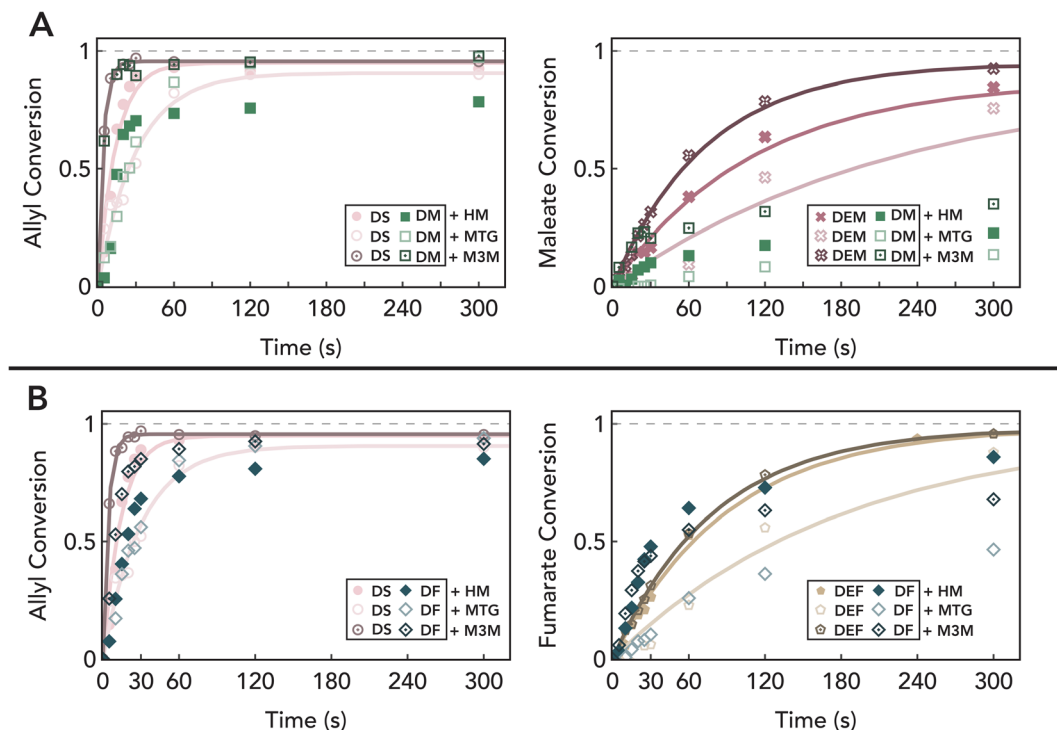 A
Allyl Conversion
1
0.5
0
0 60 120 180 240 300
Time (s)
DS DM + HM
DS DM + MTG
DS DM + M3M
Maleate Conversion
1
0.5
0
0 60 120 180 240 300
Time (s)
DEM DM + HM
DEM DM + MTG
DEM DM + M3M
B
Allyl Conversion
1
0.5
0
0 30 60 120 180 240 300
Time (s)
DS DF + HM
DS DF + MTG
DS DF + M3M
Fumarate Conversion
1
0.5
0
0 30 60 120 180 240 300
Time (s)
DEF DF + HM
DEF DF + MTG
DEF DF + M3M